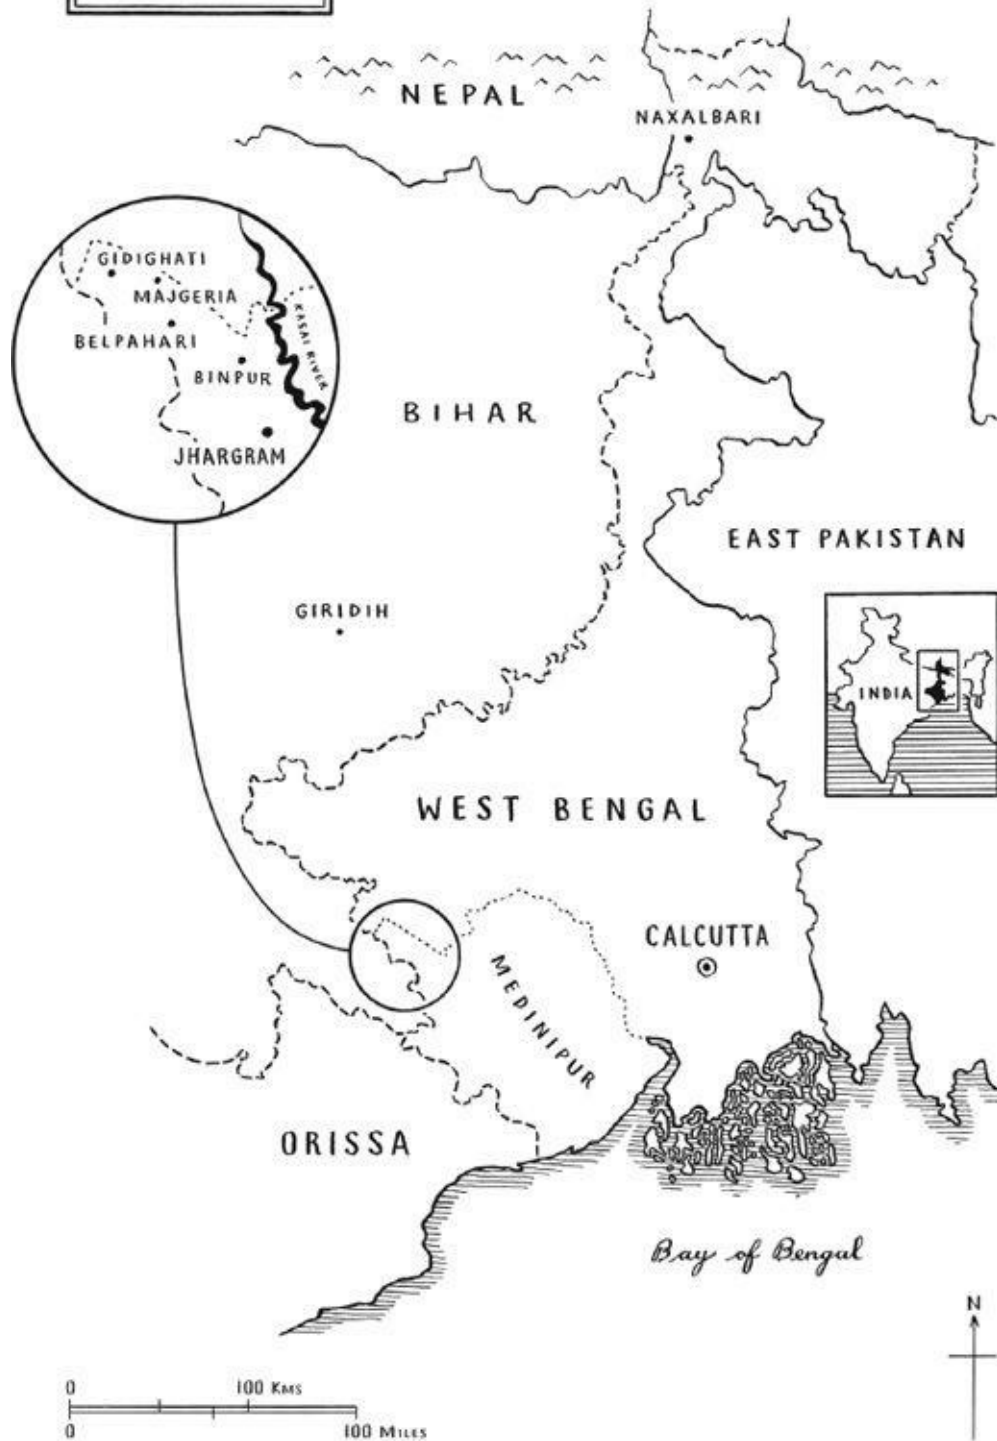 NEPAL
NAXALBARI
GIDIGHATI
MAJGERIA
BELPAHARI
BINPUR
KASAI RIVER
JHARGRAM
BIHAR
EAST PAKISTAN
GIRIDIH
INDIA
WEST BENGAL
CALCUTTA
MEDINIPUR
ORISSA
Bay of Bengal
N
0 100 KMS
0 100 MILES